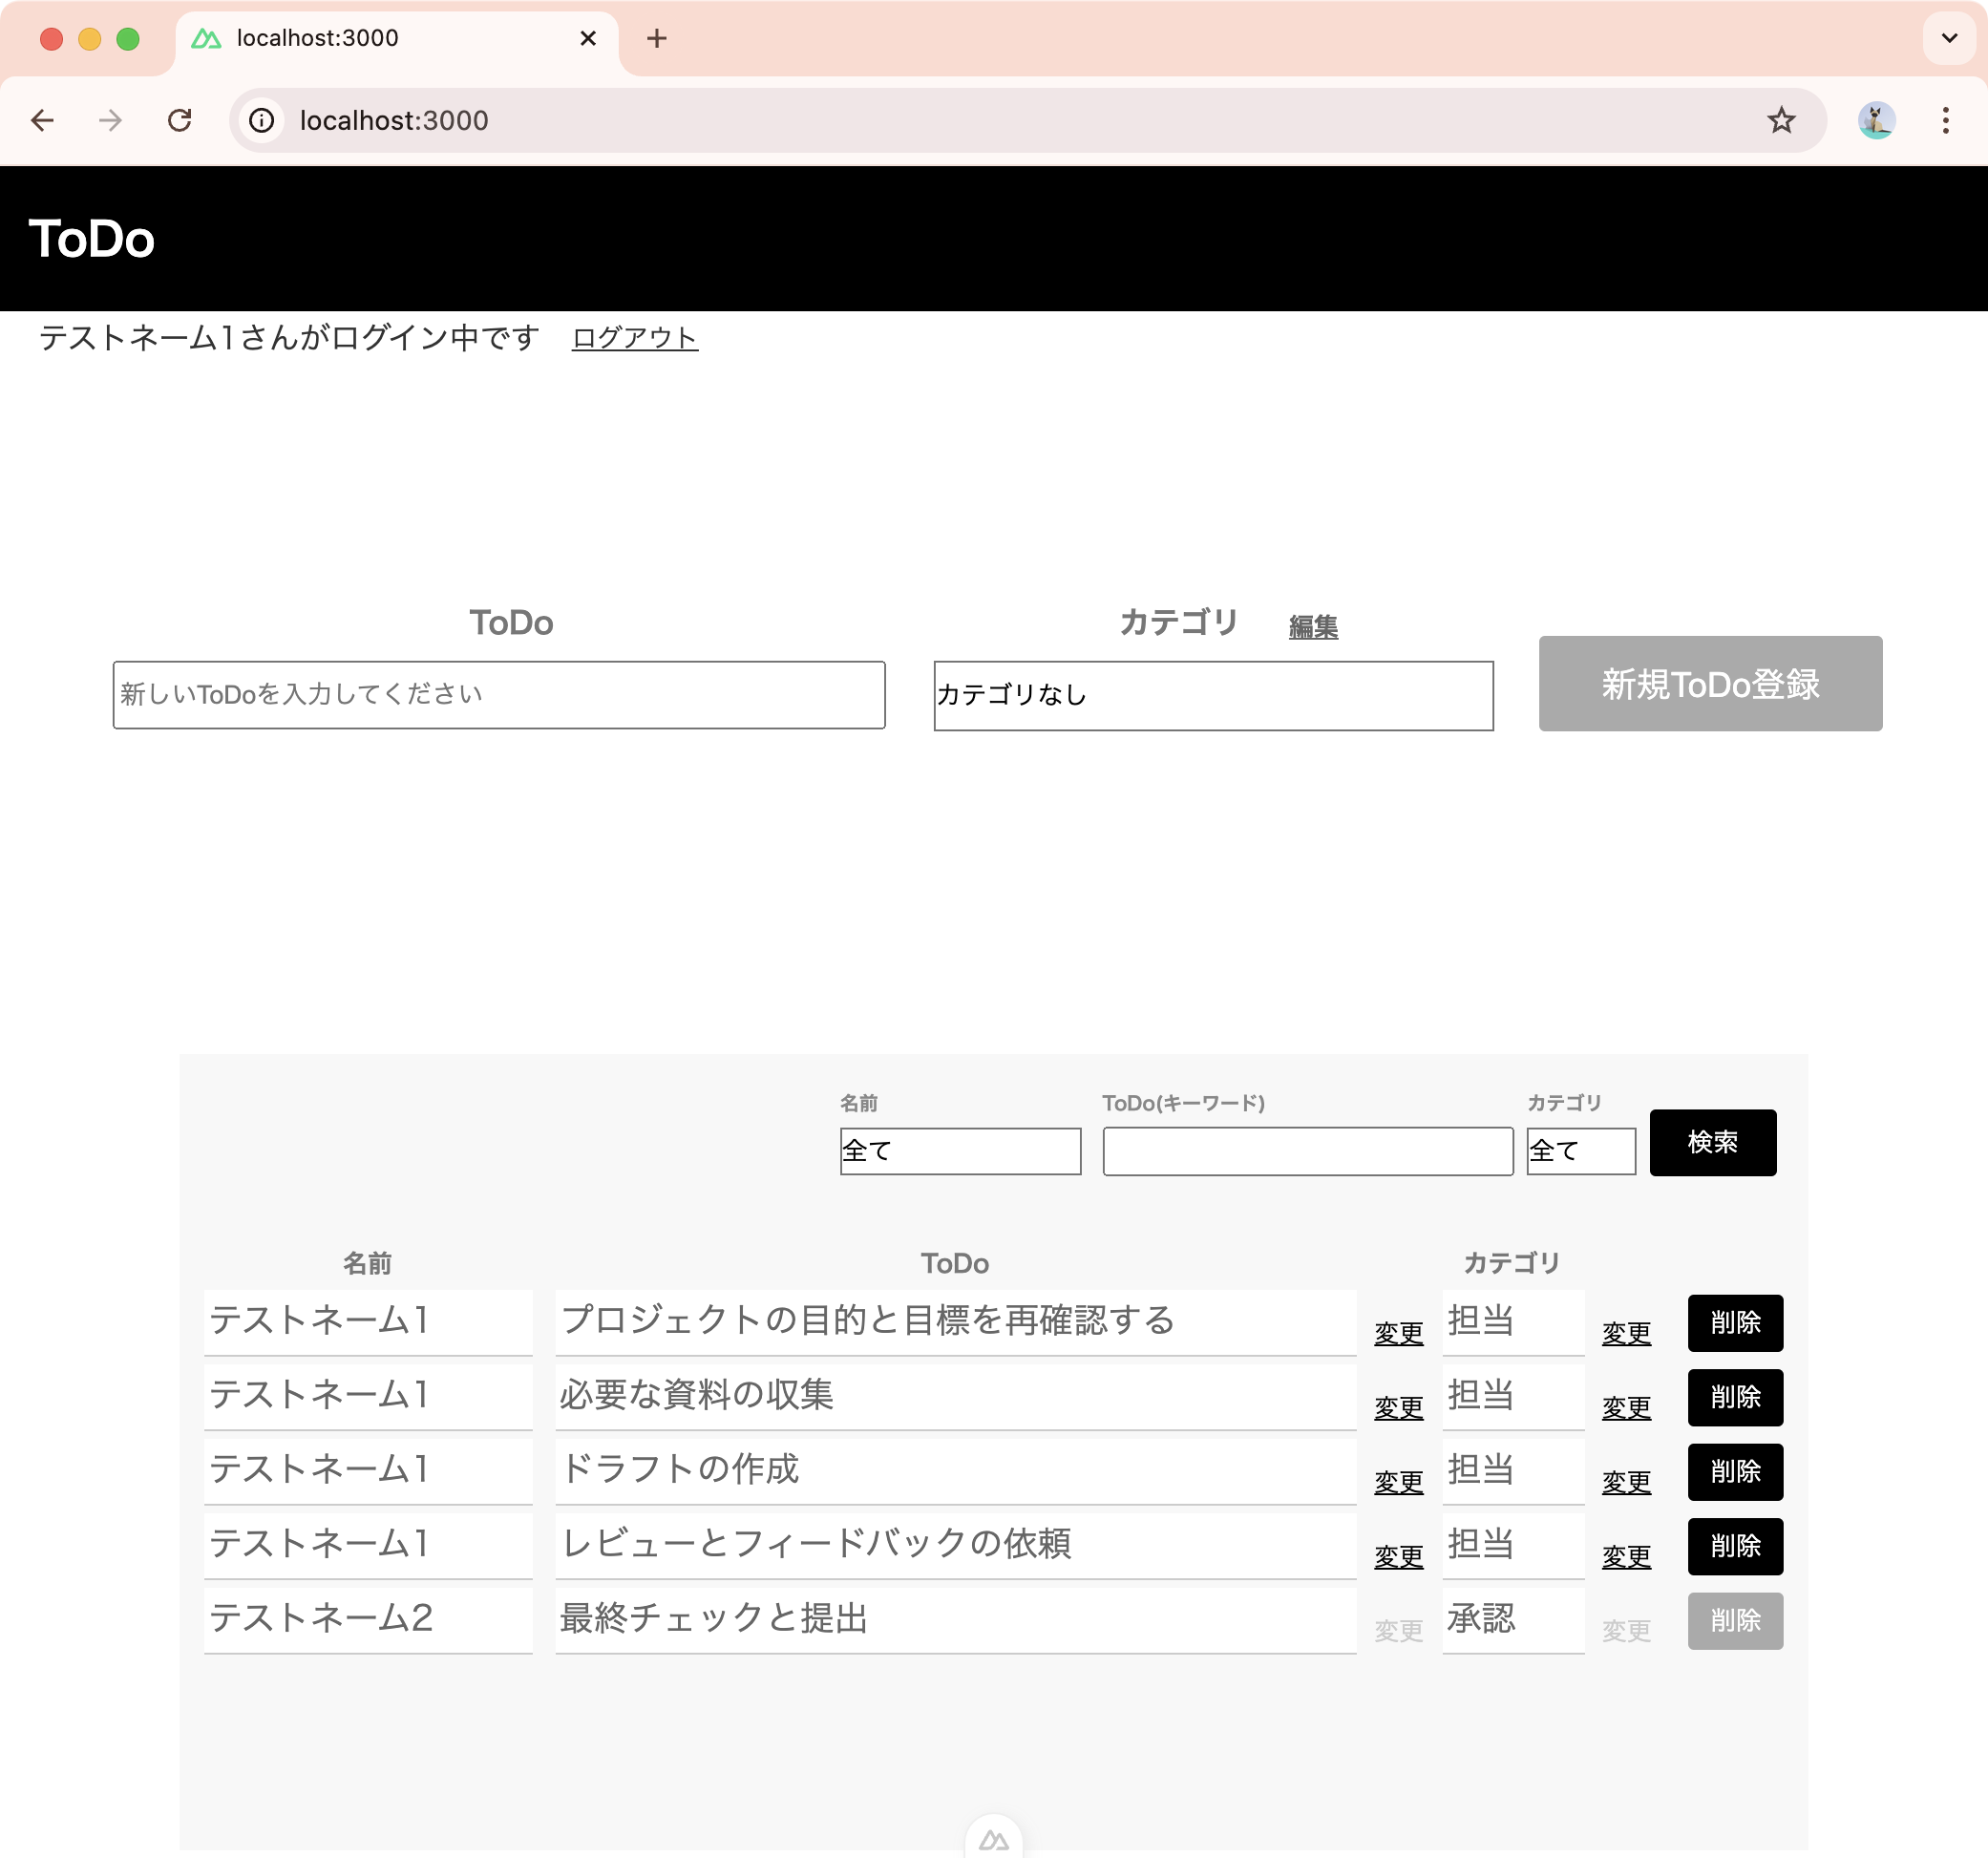 localhost:3000
localhost:3000
ToDo
テストネーム1さんがログイン中です ログアウト
ToDo カテゴリ 編集
新しいToDoを入力してください カテゴリなし 新規ToDo登録
名前 ToDo(キーワード) カテゴリ
全て 全て 検索
名前 ToDo カテゴリ
テストネーム1 プロジェクトの目的と目標を再確認する 変更 担当 変更 削除
テストネーム1 必要な資料の収集 変更 担当 変更 削除
テストネーム1 ドラフトの作成 変更 担当 変更 削除
テストネーム1 レビューとフィードバックの依頼 変更 担当 変更 削除
テストネーム2 最終チェックと提出 変更 承認 変更 削除